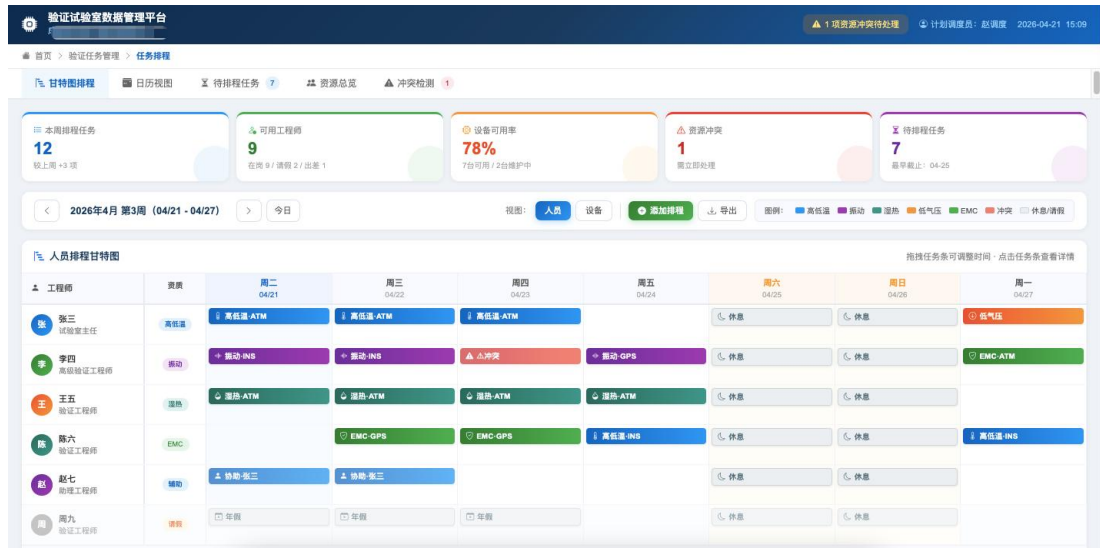 验证试验室数据管理平台
1 项资源冲突待处理
计划调度员：赵调度 2026-04-21 15:09
首页 > 验证任务管理 > 任务排程
甘特图排程 日历视图 待排程任务 7 资源总览 冲突检测 1
本周排程任务
12
较上周 +3 项
可用工程师
9
在岗 9 / 请假 2 / 出差 1
设备可用率
78%
7台可用 / 2台维护中
资源冲突
1
需立即处理
待排程任务
7
最早截止：04-25
2026年4月 第3周 (04/21 - 04/27) 今日
视图： 人员 设备 添加排程 导出 图例： 高低温 振动 湿热 低气压 EMC 冲突 休息/请假
人员排程甘特图 拖拽任务条可调整时间 · 点击任务条查看详情
工程师 资质 周二 周三 周四 周五 周六 周日 周一
04/21 04/22 04/23 04/24 04/25 04/26 04/27
张 张三 高低温 高低温-ATM 高低温-ATM 高低温-ATM 休息 休息 低气压
试验室主任
李 李四 振动 振动-INS 振动-INS 冲突 振动-GPS 休息 休息 EMC-ATM
高级验证工程师
王 王五 湿热 湿热-ATM 湿热-ATM 湿热-ATM 湿热-ATM 休息 休息
验证工程师
陈 陈六 EMC EMC-GPS EMC-GPS 高低温-INS 休息 休息 高低温-INS
验证工程师
赵 赵七 辅助 协助-张三 协助-张三 休息 休息
助理工程师
周 周九 请假 年假 年假 年假 休息 休息
验证工程师